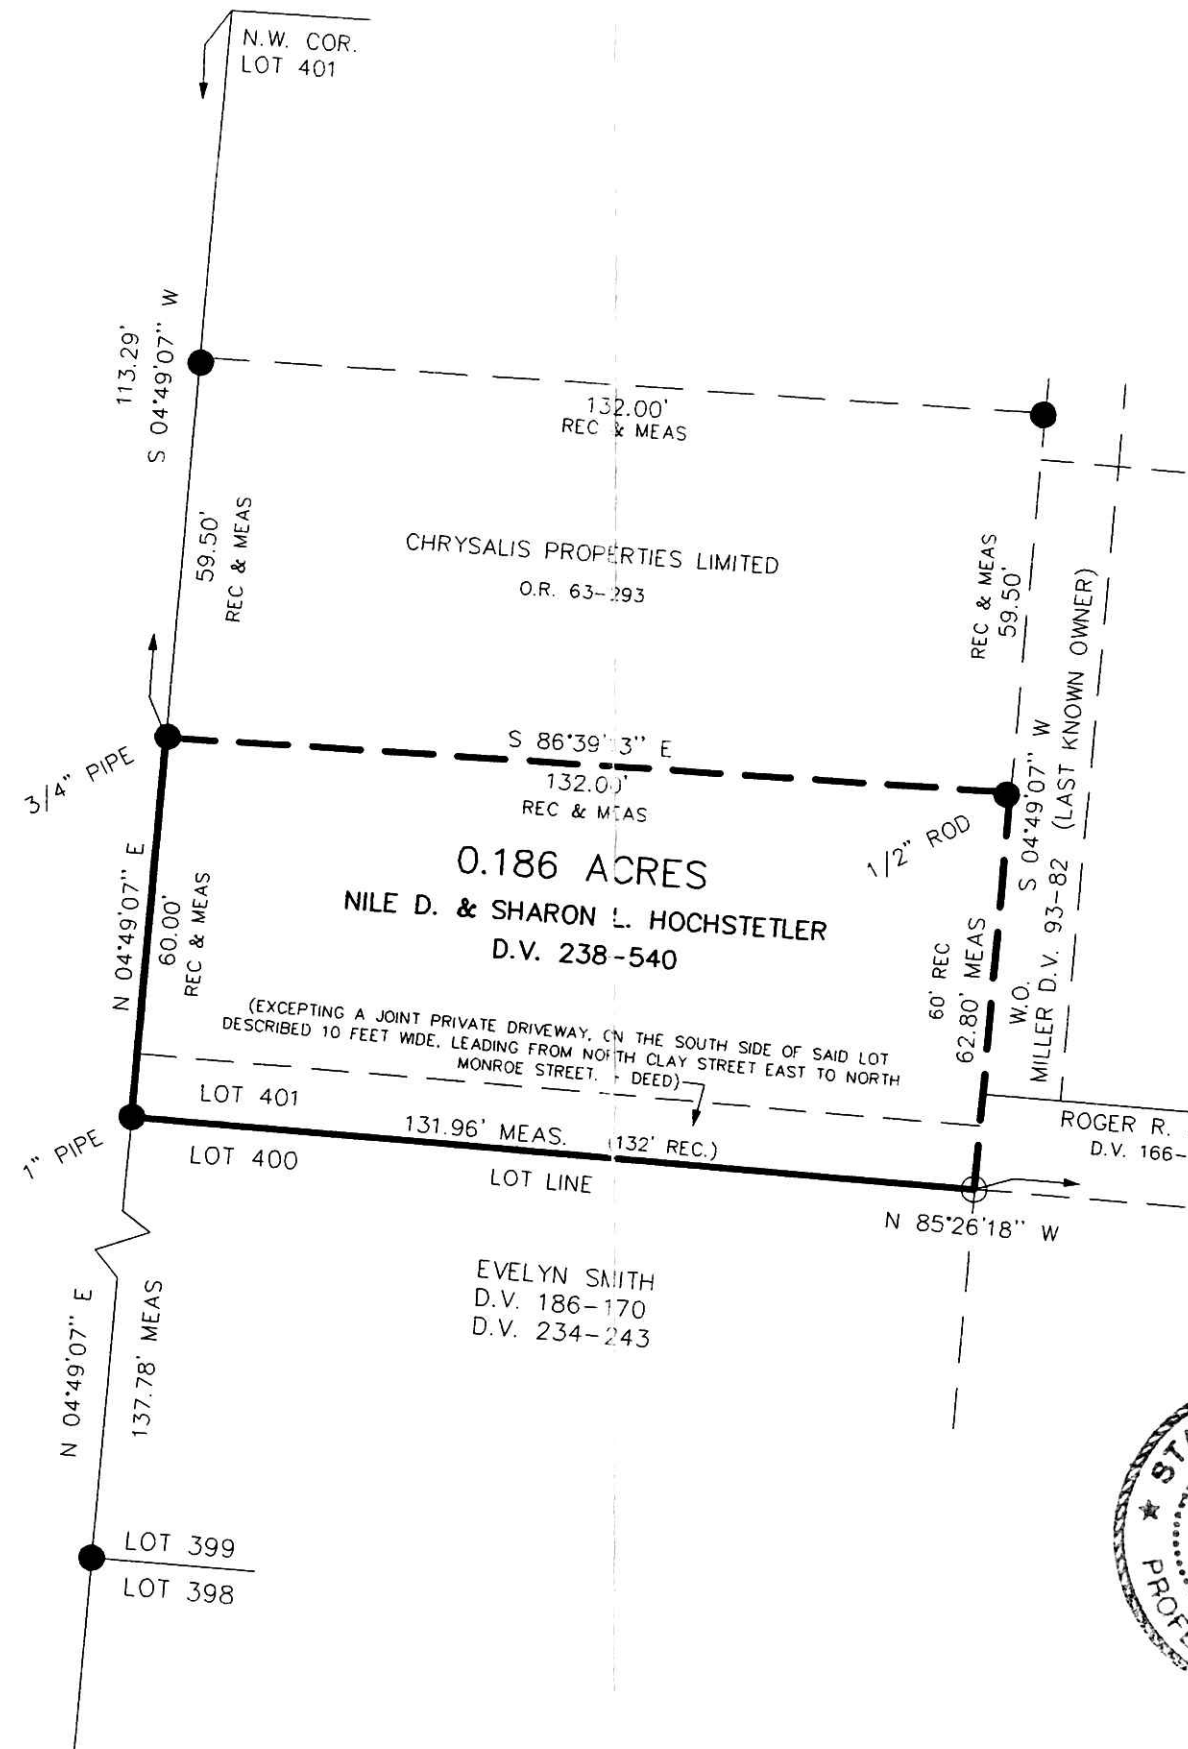 N.W. COR.
LOT 401
113.29'
S 04°49'07" W
132.00'
REC & MEAS
59.50'
REC & MEAS
CHRYSALIS PROPERTIES LIMITED
O.R. 63-293
REC & MEAS
59.50'
3/4" PIPE
S 86°39' 3" E
132.00'
REC & MEAS
1/2" ROD
S 04°49'07" W
W.O.
MILLER D.V. 93-82 (LAST KNOWN OWNER)
N 04°49'07" E
60.00'
REC & MEAS
0.186 ACRES
NILE D. & SHARON L. HOCHSTETLER
D.V. 238-540
60' REC
62.80' MEAS
(EXCEPTING A JOINT PRIVATE DRIVEWAY, ON THE SOUTH SIDE OF SAID LOT
DESCRIBED 10 FEET WIDE, LEADING FROM NORTH CLAY STREET EAST TO NORTH
MONROE STREET. - DEED)
LOT 401
1" PIPE
LOT 400
131.96' MEAS. (132' REC.)
LOT LINE
ROGER R.
D.V. 166-
N 85°26'18" W
EVELYN SMITH
D.V. 186-170
D.V. 234-243
N 04°49'07" E
137.78' MEAS
LOT 399
LOT 398
★ STA
PROFE